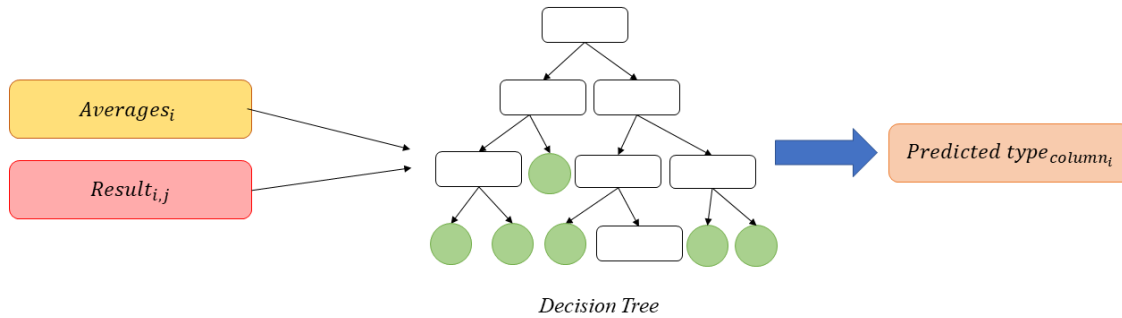 Averages_i
Result_{i,j}
Predicted type_{column_i}
Decision Tree